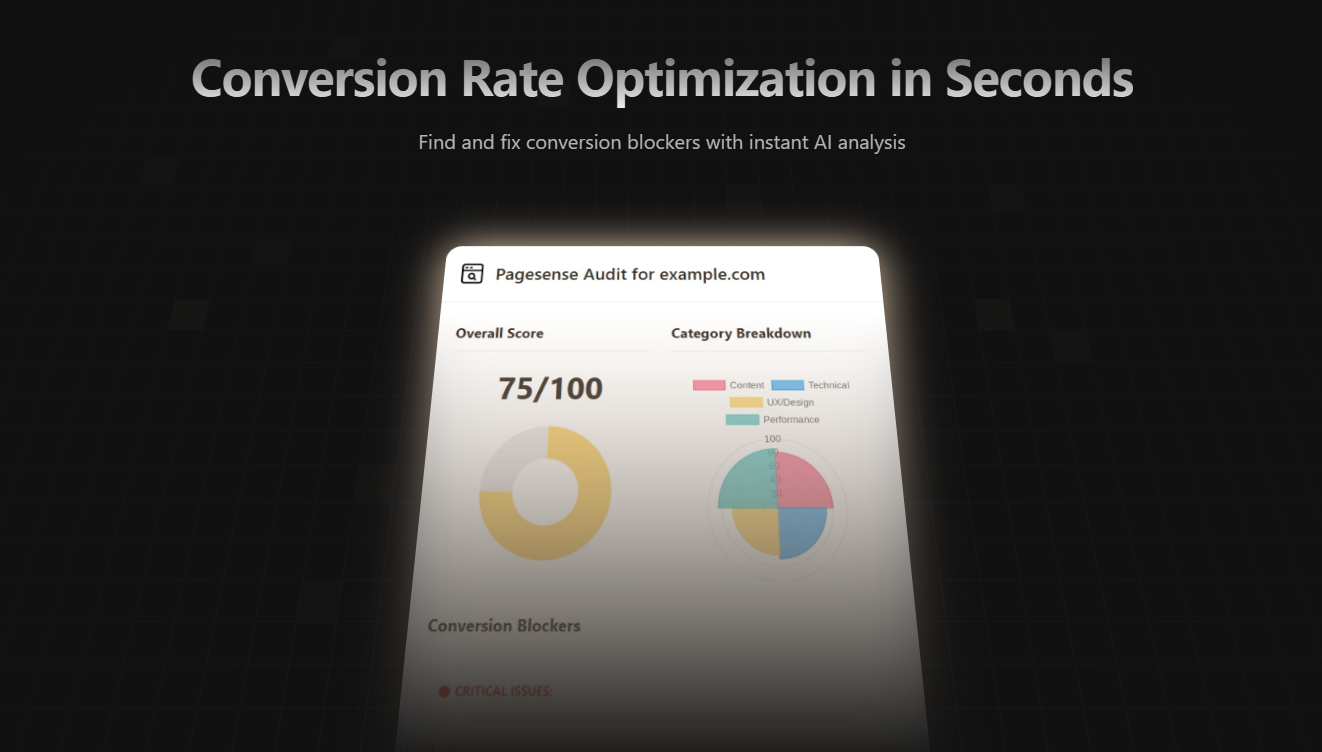 Conversion Rate Optimization in Seconds
Find and fix conversion blockers with instant AI analysis
Pagesense Audit for example.com
Overall Score
75/100
Category Breakdown
Content
Technical
UX/Design
Performance
100
80
60
40
20
Conversion Blockers
CRITICAL ISSUES: